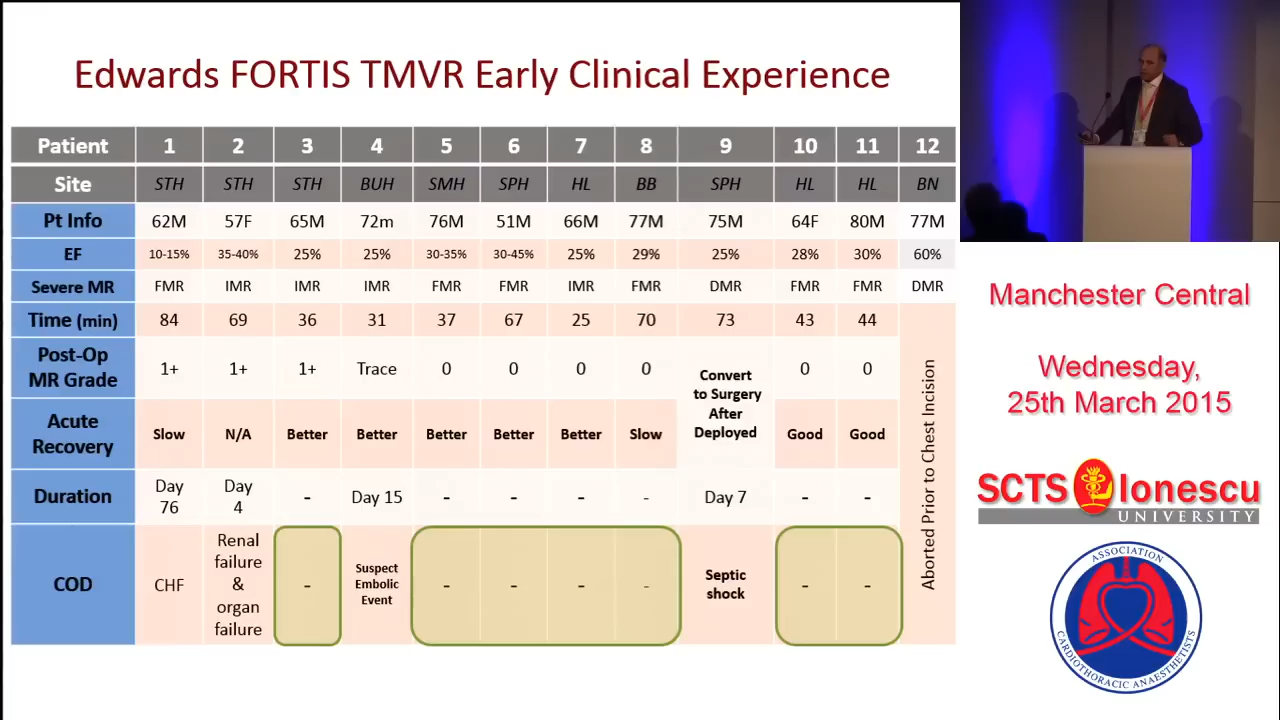 Edwards FORTIS TMVR Early Clinical Experience
Patient 1 2 3 4 5 6 7 8 9 10 11 12
Site STH STH STH BUH SMH SPH HL BB SPH HL HL BN
Pt Info 62M 57F 65M 72m 76M 51M 66M 77M 75M 64F 80M 77M
EF 10-15% 35-40% 25% 25% 30-35% 30-45% 25% 29% 25% 28% 30% 60%
Severe MR FMR IMR IMR IMR FMR FMR IMR FMR DMR FMR FMR DMR
Time (min) 84 69 36 31 37 67 25 70 73 43 44
Post-Op
MR Grade 1+ 1+ 1+ Trace 0 0 0 0 0 0
Convert
to Surgery
After
Deployed
Acute
Recovery Slow N/A Better Better Better Better Better Slow Good Good
Duration Day
76 Day
4 - Day 15 - - - - Day 7 - -
COD CHF Renal
failure
&
organ
failure - Suspect
Embolic
Event - - - - Septic
shock - -
Aborted Prior to Chest Incision
Manchester Central
Wednesday,
25th March 2015
SCTS Ionescu
UNIVERSITY
ASSOCIATION
CARDIOTHORACIC ANAESTHETISTS